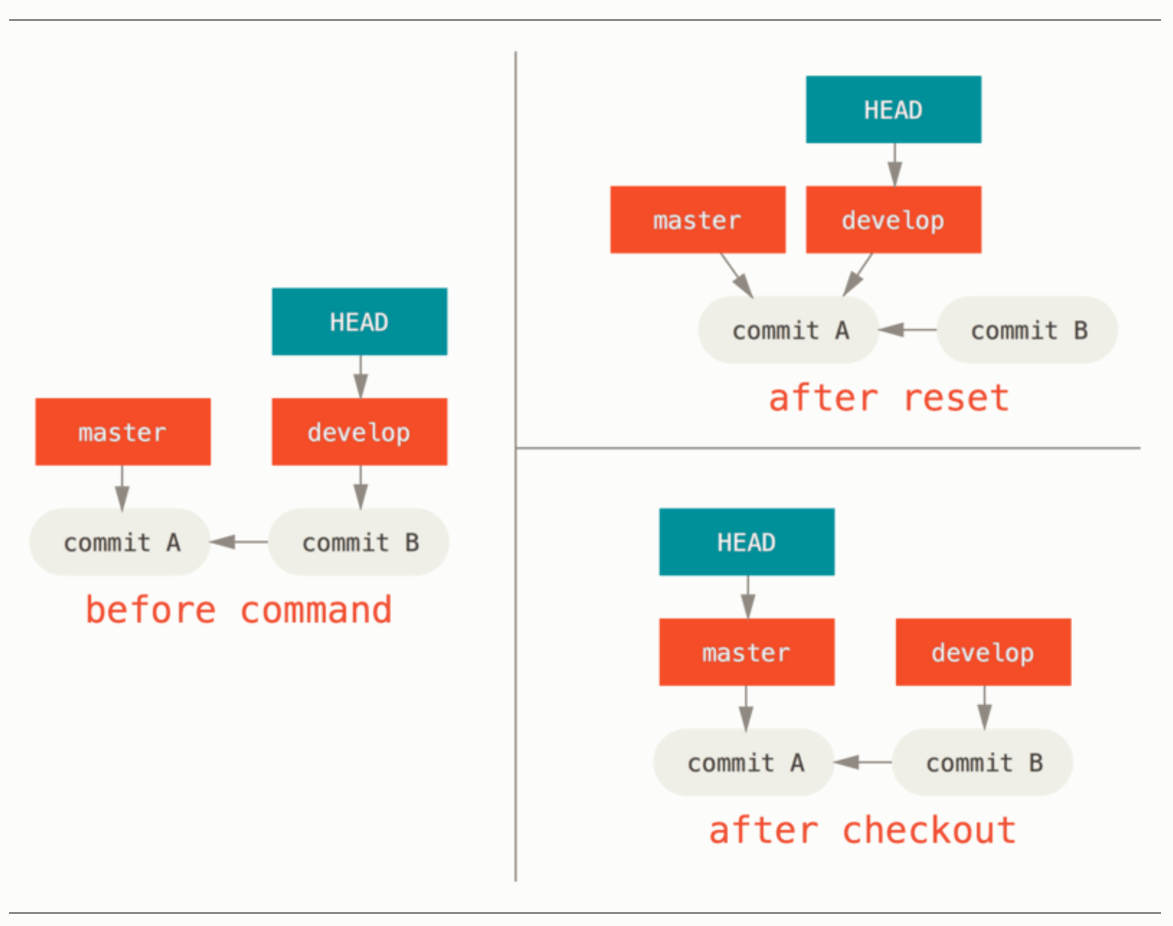 HEAD
master
develop
commit A
commit B
before command
HEAD
master
develop
commit A
commit B
after reset
HEAD
master
develop
commit A
commit B
after checkout